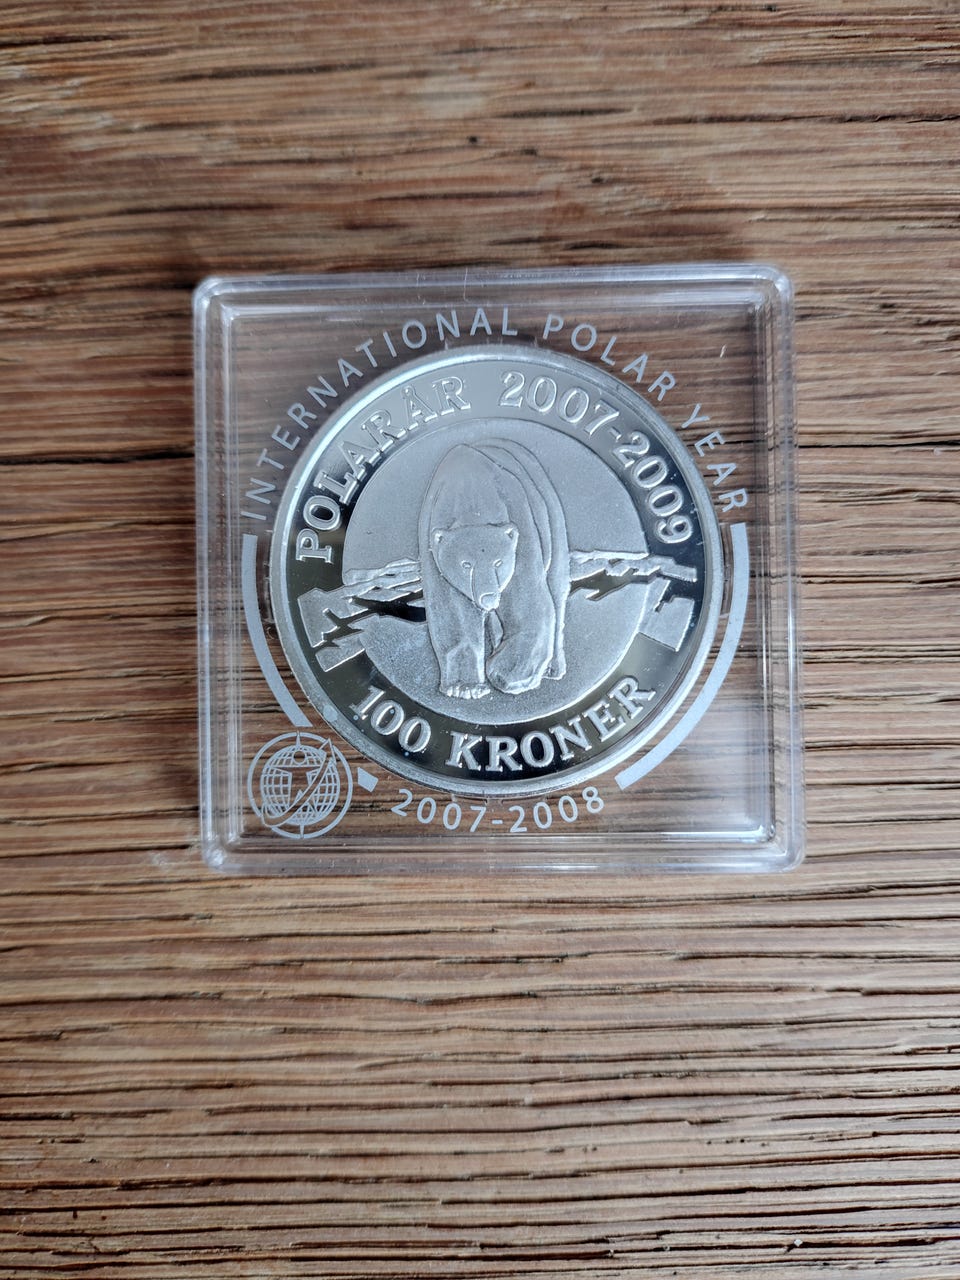 INTERNATIONAL POLAR YEAR
POLARÅR 2007-2009
100 KRONER
2007-2008